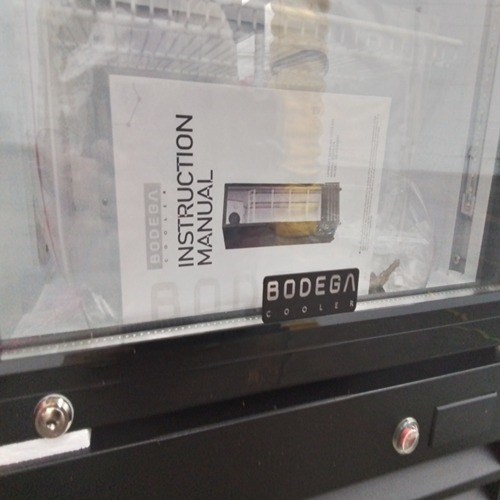 BODEGA
COOLER
INSTRUCTION
MANUAL
BODEGA
COOLER